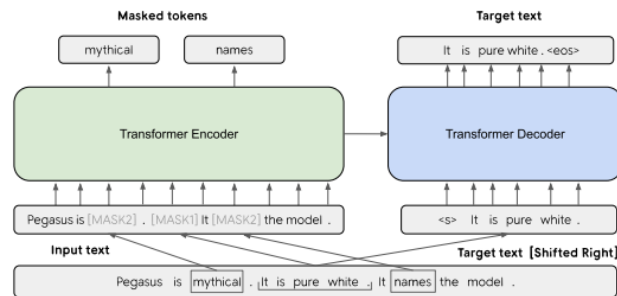 Masked tokens
Target text
mythical
names
It is pure white . <eos>
Transformer Encoder
Transformer Decoder
Pegasus is [MASK2] . [MASK1] It [MASK2] the model .
<s> It is pure white .
Input text
Target text [Shifted Right]
Pegasus is mythical . It is pure white . It names the model .